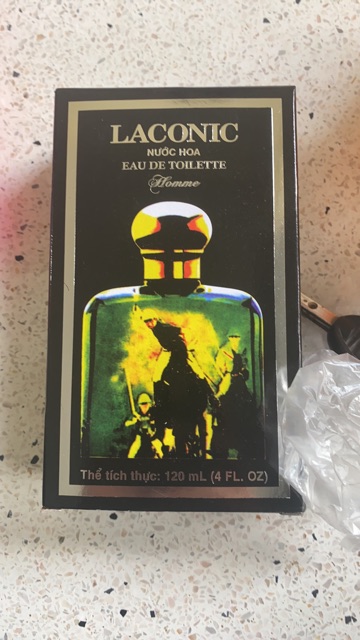 LACONIC
NƯỚC HOA
EAU DE TOILETTE
Homme
Thể tích thực: 120 mL (4 FL. OZ)